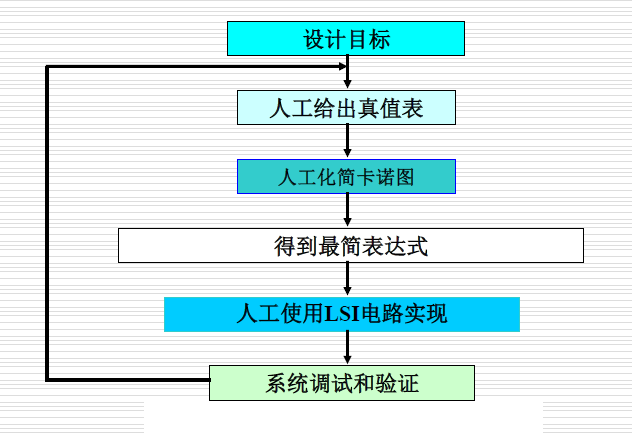 设计目标
人工给出真值表
人工化简卡诺图
得到最简表达式
人工使用LSI电路实现
系统调试和验证